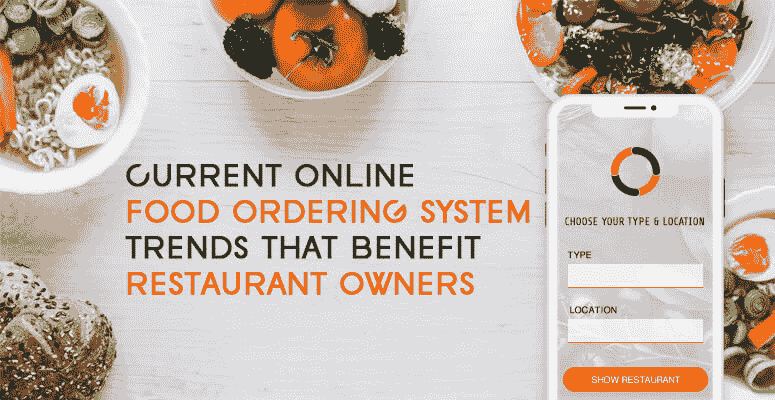 CURRENT ONLINE
FOOD ORDERING SYSTEM
TRENDS THAT BENEFIT
RESTAURANT OWNERS
CHOOSE YOUR TYPE & LOCATION
TYPE
LOCATION
SHOW RESTAURANT